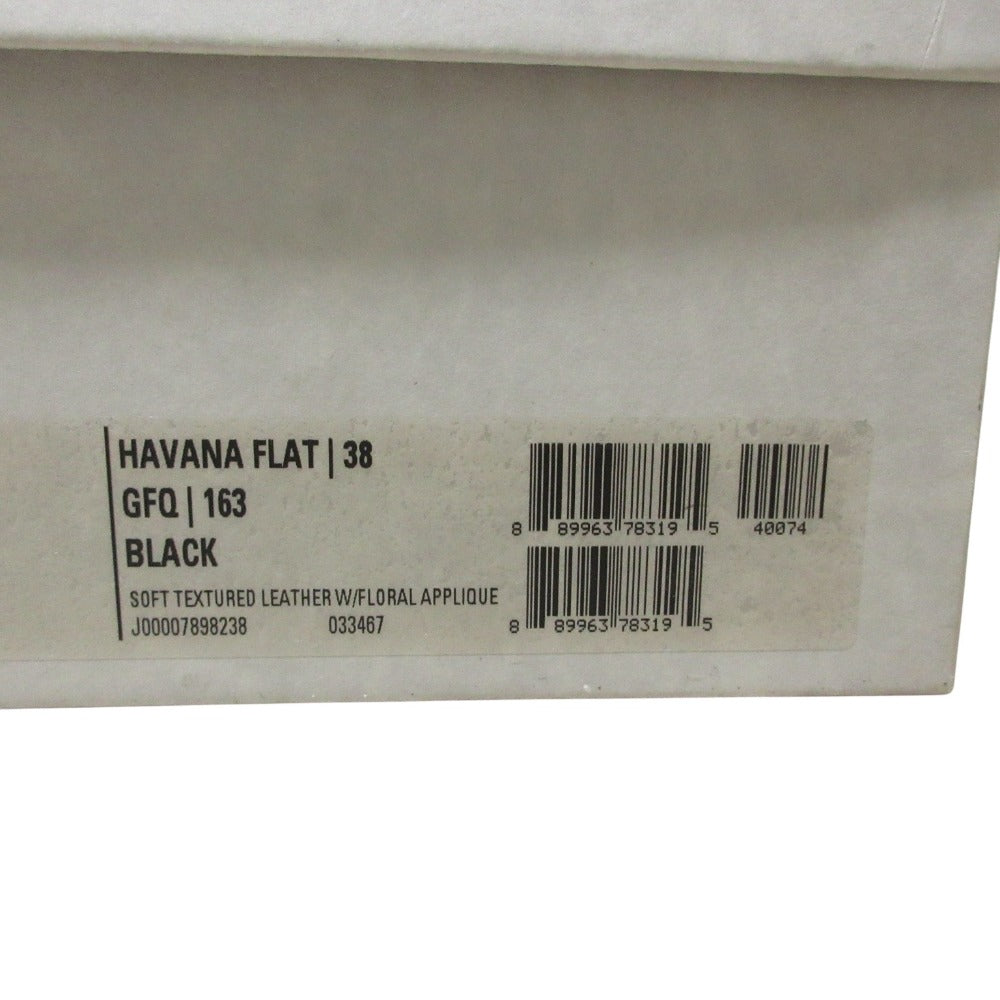 HAVANA FLAT | 38
GFQ | 163
BLACK
SOFT TEXTURED LEATHER W/FLORAL APPLIQUE
J00007898238 033467
8 89963 78319 5 40074
8 89963 78319 5